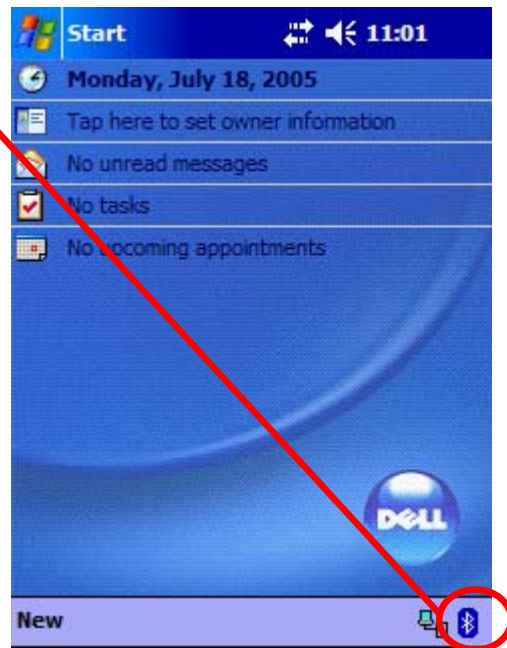 Start 11:01
Monday, July 18, 2005
Tap here to set owner information
No unread messages
No tasks
No upcoming appointments
DELL
New